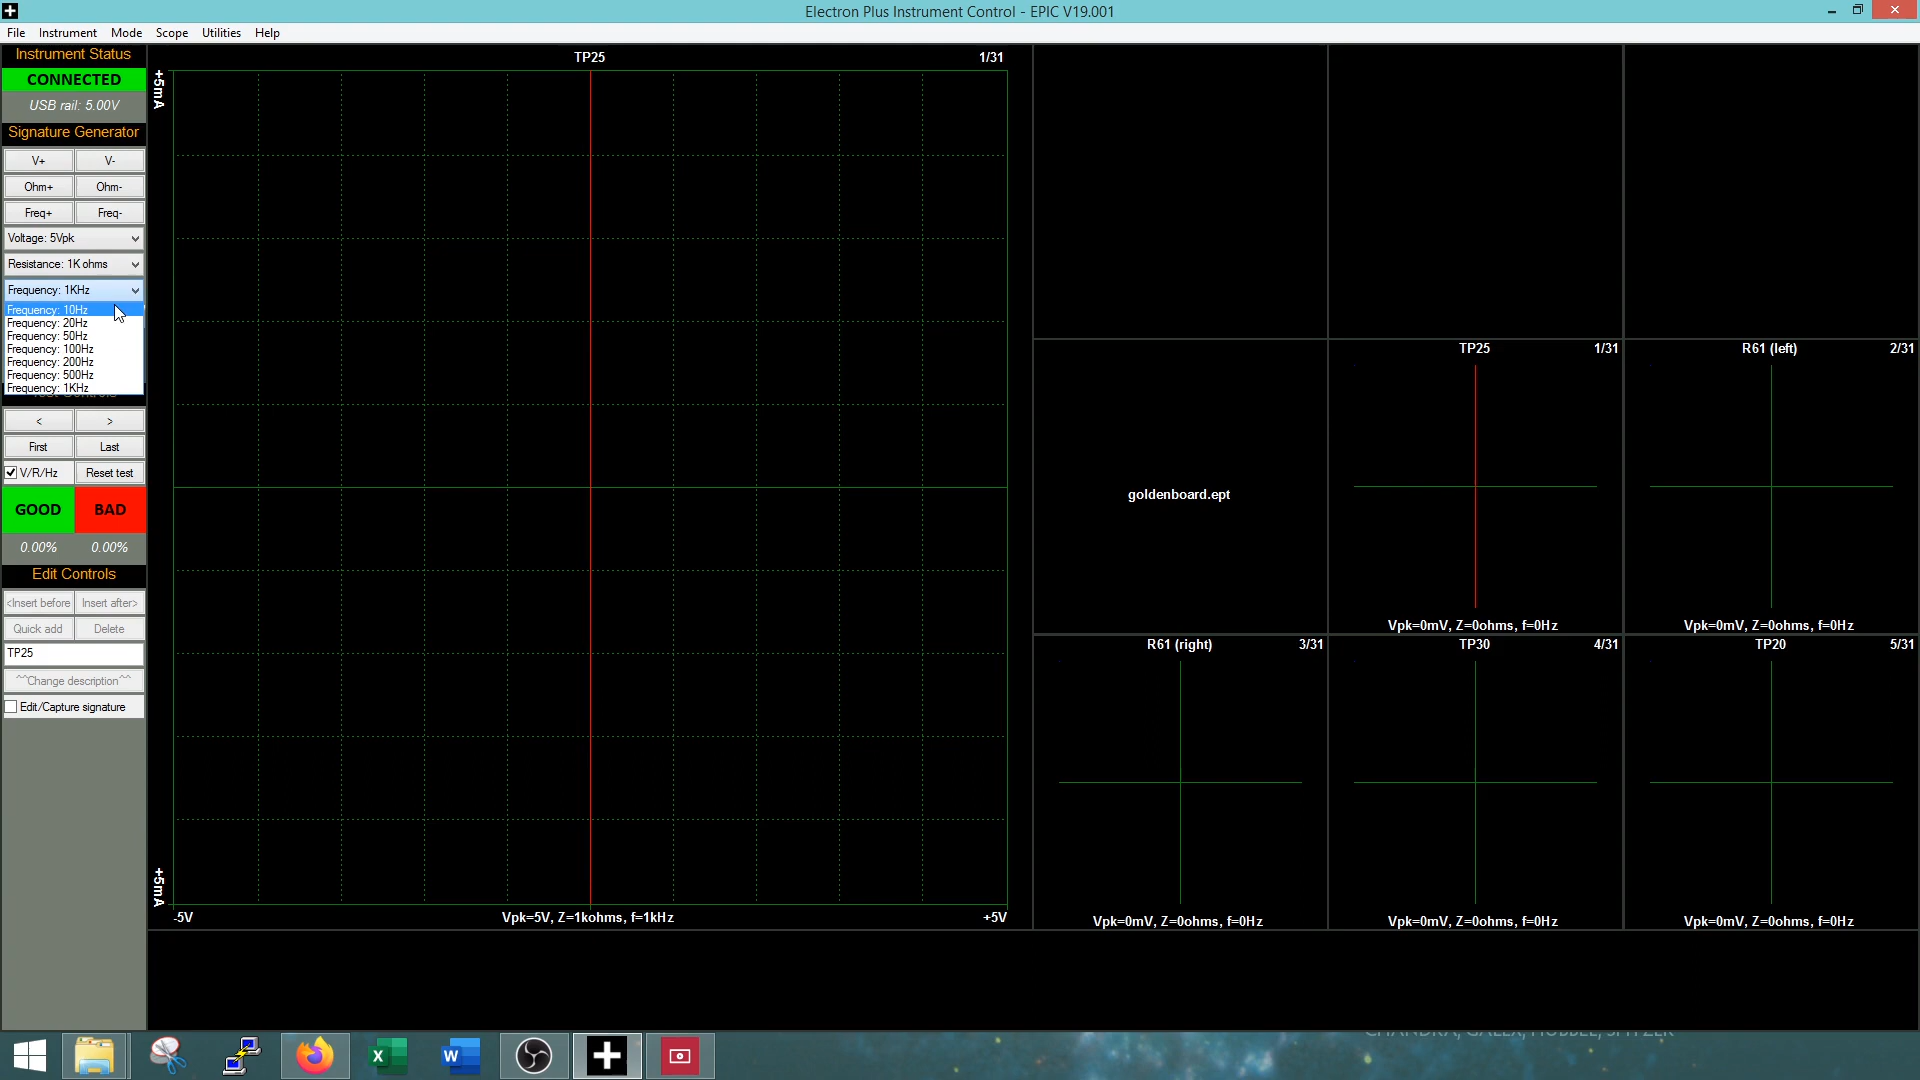 Electron Plus Instrument Control - EPIC V19.001
File Instrument Mode Scope Utilities Help
Instrument Status
CONNECTED
USB rail: 5.00V
Signature Generator
V+ V-
Ohm+ Ohm-
Freq+ Freq-
Voltage: 5Vpk
Resistance: 1K ohms
Frequency: 1KHz
Frequency: 10Hz
Frequency: 20Hz
Frequency: 50Hz
Frequency: 100Hz
Frequency: 200Hz
Frequency: 500Hz
Frequency: 1KHz
< >
First Last
V/R/Hz Reset test
GOOD BAD
0.00% 0.00%
Edit Controls
<Insert before Insert after>
Quick add Delete
TP25
^^Change description^^
Edit/Capture signature
TP25 1/31
+5mA
+5mA
-5V Vpk=5V, Z=1kohms, f=1kHz +5V
goldenboard.ept
TP25 1/31
Vpk=0mV, Z=0ohms, f=0Hz
R61 (left) 2/31
Vpk=0mV, Z=0ohms, f=0Hz
R61 (right) 3/31
Vpk=0mV, Z=0ohms, f=0Hz
TP30 4/31
Vpk=0mV, Z=0ohms, f=0Hz
TP20 5/31
Vpk=0mV, Z=0ohms, f=0Hz
X
W